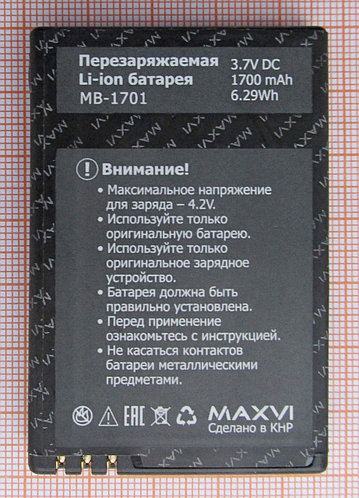 Перезаряжаемая
Li-ion батарея
MB-1701
3.7V DC
1700 mAh
6.29Wh
Внимание!
• Максимальное напряжение
для заряда – 4.2V.
• Используйте только
оригинальную батарею.
• Используйте только
оригинальное зарядное
устройство.
• Батарея должна быть
правильно установлена.
• Перед применение
ознакомьтесь с инструкцией.
• Не касаться контактов
батареи металлическими
предметами.
EAC
MAXVI
Сделано в КНР